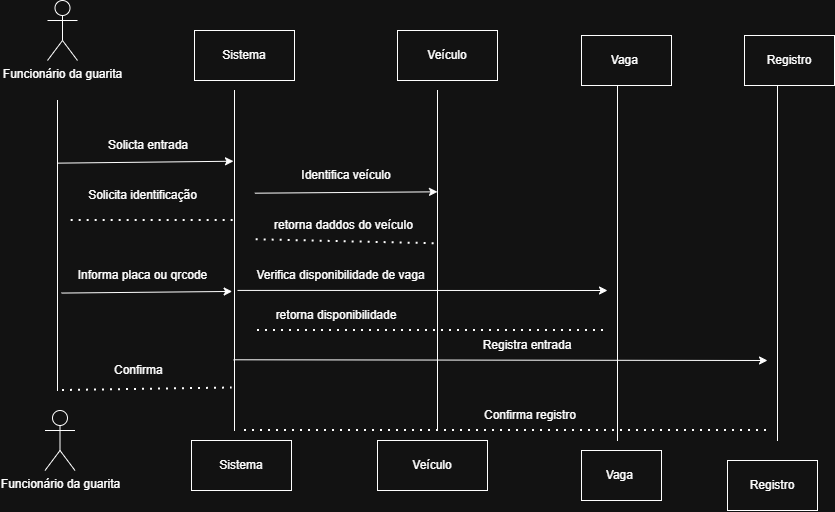 Funcionário da guarita
Sistema
Veículo
Vaga
Registro
Solicta entrada
Identifica veículo
Solicita identificação
retorna daddos do veículo
Informa placa ou qrcode
Verifica disponibilidade de vaga
retorna disponibilidade
Registra entrada
Confirma
Confirma registro
Funcionário da guarita
Sistema
Veículo
Vaga
Registro